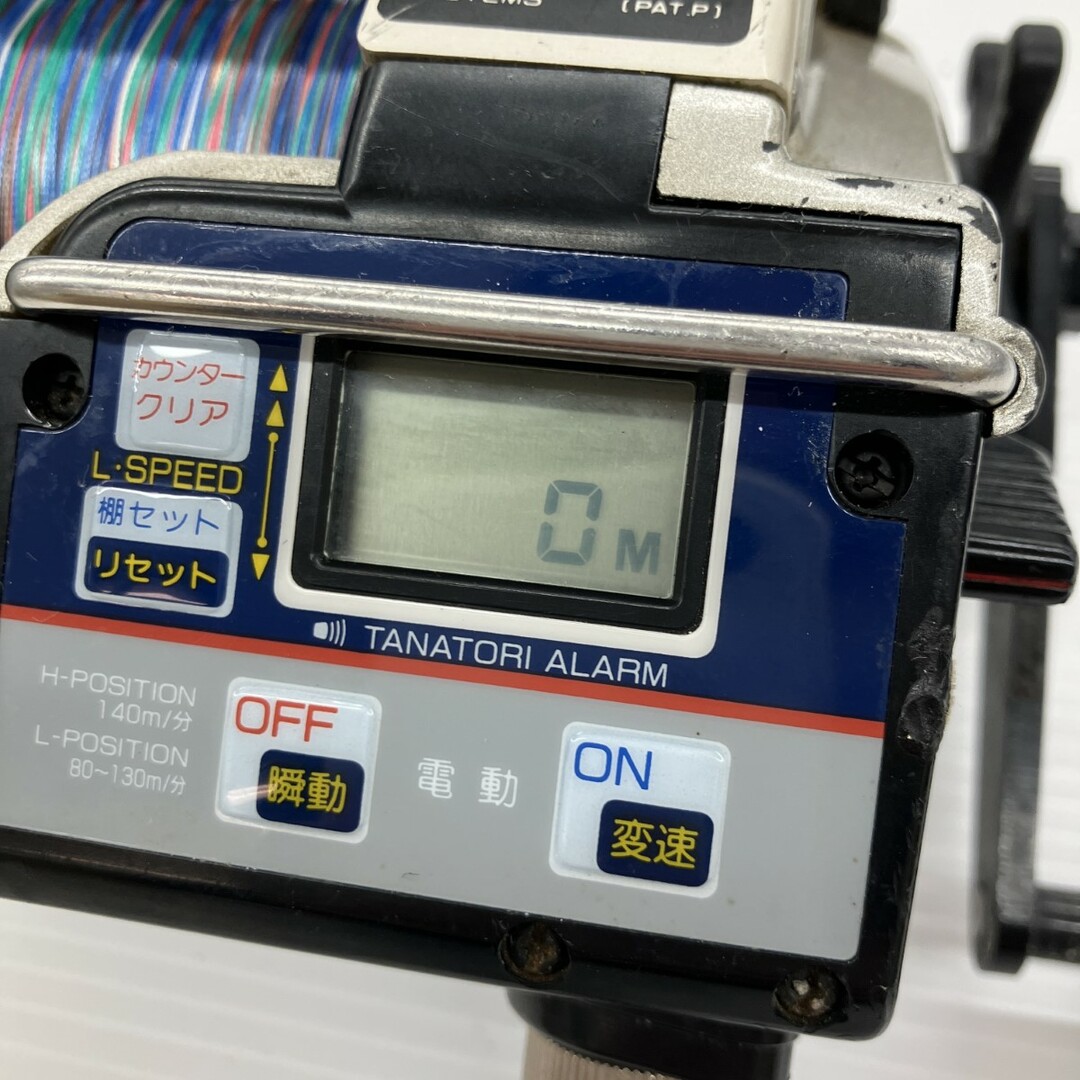 (PAT.P)
カウンター
クリア
L·SPEED
棚セット
リセット
0M
TANATORI ALARM
H-POSITION
140m/分
L-POSITION
80~130m/分
OFF
瞬動
電動
ON
変速